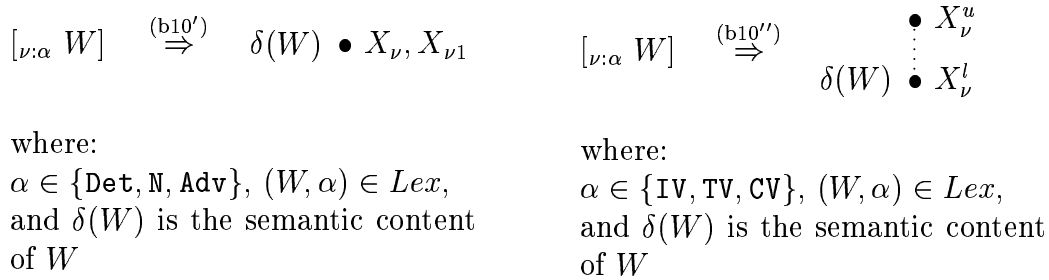 [ν:α W] (b10′) ⇒ δ(W) • X_ν, X_ν1
where:
α ∈ {Det, N, Adv}, (W, α) ∈ Lex,
and δ(W) is the semantic content
of W
• X_ν^u
[ν:α W] (b10′′) ⇒
δ(W) • X_ν^l
where:
α ∈ {IV, TV, CV}, (W, α) ∈ Lex,
and δ(W) is the semantic content
of W